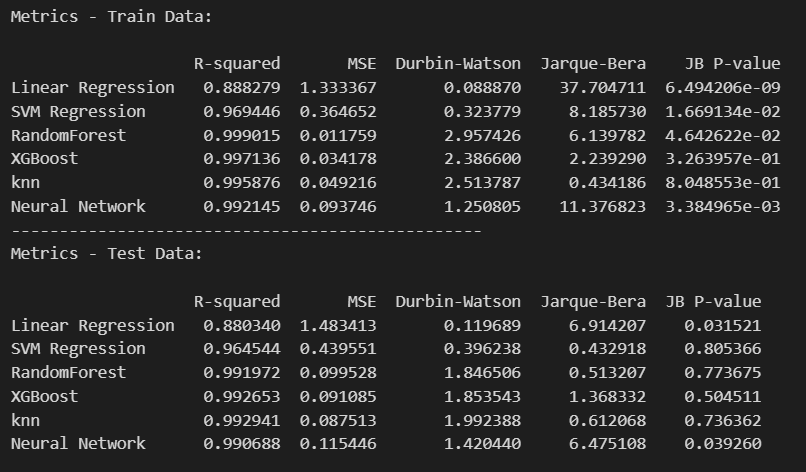 Metrics - Train Data:
R-squared MSE Durbin-Watson Jarque-Bera JB P-value
Linear Regression 0.888279 1.333367 0.088870 37.704711 6.494206e-09
SVM Regression 0.969446 0.364652 0.323779 8.185730 1.669134e-02
RandomForest 0.999015 0.011759 2.957426 6.139782 4.642622e-02
XGBoost 0.997136 0.034178 2.386600 2.239290 3.263957e-01
knn 0.995876 0.049216 2.513787 0.434186 8.048553e-01
Neural Network 0.992145 0.093746 1.250805 11.376823 3.384965e-03
-------------------------------------------------
Metrics - Test Data:
R-squared MSE Durbin-Watson Jarque-Bera JB P-value
Linear Regression 0.880340 1.483413 0.119689 6.914207 0.031521
SVM Regression 0.964544 0.439551 0.396238 0.432918 0.805366
RandomForest 0.991972 0.099528 1.846506 0.513207 0.773675
XGBoost 0.992653 0.091085 1.853543 1.368332 0.504511
knn 0.992941 0.087513 1.992388 0.612068 0.736362
Neural Network 0.990688 0.115446 1.420440 6.475108 0.039260